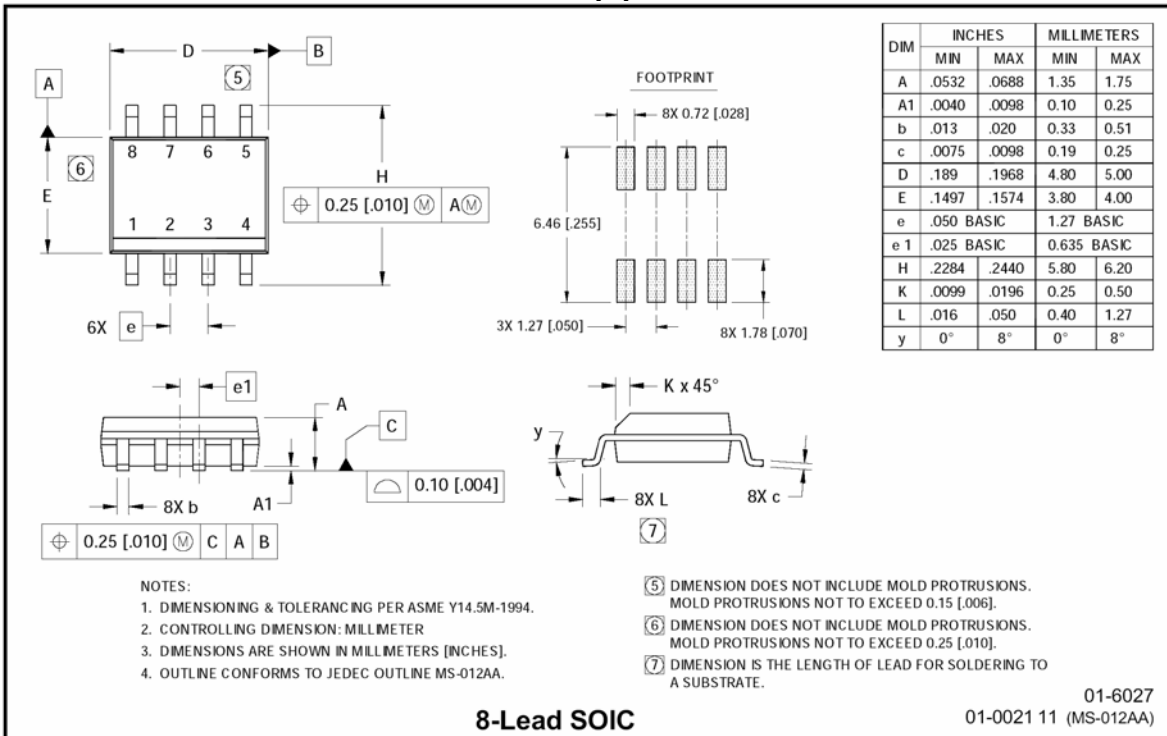 D
B
5
A
8 7 6 5
6
E
H
1 2 3 4
0.25 [.010] Ⓜ AⓂ
6X e
FOOTPRINT
8X 0.72 [.028]
6.46 [.255]
3X 1.27 [.050]
8X 1.78 [.070]
DIM INCHES MILLIMETERS
MIN MAX MIN MAX
A .0532 .0688 1.35 1.75
A1 .0040 .0098 0.10 0.25
b .013 .020 0.33 0.51
c .0075 .0098 0.19 0.25
D .189 .1968 4.80 5.00
E .1497 .1574 3.80 4.00
e .050 BASIC 1.27 BASIC
e 1 .025 BASIC 0.635 BASIC
H .2284 .2440 5.80 6.20
K .0099 .0196 0.25 0.50
L .016 .050 0.40 1.27
y 0° 8° 0° 8°
e1
A
C
0.10 [.004]
8X b
A1
0.25 [.010] Ⓜ C A B
K x 45°
y
8X L
8X c
7
NOTES:
1. DIMENSIONING & TOLERANCING PER ASME Y14.5M-1994.
2. CONTROLLING DIMENSION: MILLIMETER
3. DIMENSIONS ARE SHOWN IN MILLIMETERS [INCHES].
4. OUTLINE CONFORMS TO JEDEC OUTLINE MS-012AA.
5 DIMENSION DOES NOT INCLUDE MOLD PROTRUSIONS.
MOLD PROTRUSIONS NOT TO EXCEED 0.15 [.006].
6 DIMENSION DOES NOT INCLUDE MOLD PROTRUSIONS.
MOLD PROTRUSIONS NOT TO EXCEED 0.25 [.010].
7 DIMENSION IS THE LENGTH OF LEAD FOR SOLDERING TO
A SUBSTRATE.
8-Lead SOIC
01-6027
01-0021 11 (MS-012AA)